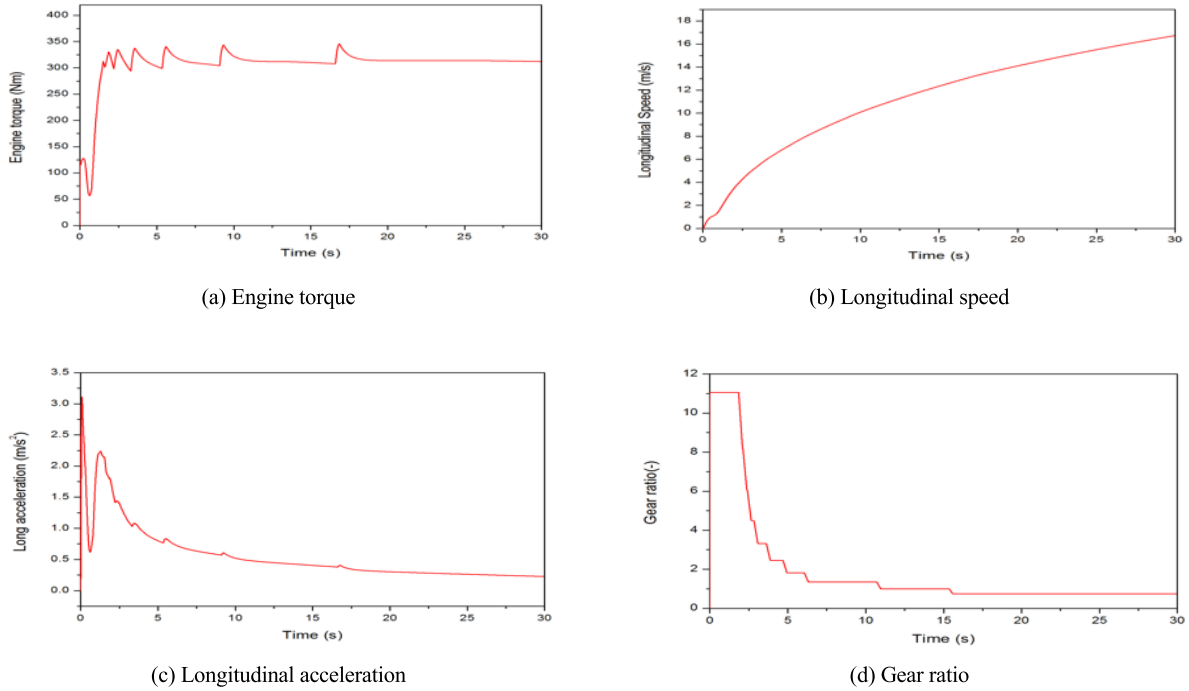 400
350
300
250
200
150
100
50
0
Engine torque (Nm)
0 5 10 15 20 25 30
Time (s)
(a) Engine torque
18
16
14
12
10
8
6
4
2
0
Longitudinal Speed (m/s)
0 5 10 15 20 25 30
Time (s)
(b) Longitudinal speed
3.5
3.0
2.5
2.0
1.5
1.0
0.5
0.0
Long acceleration (m/s²)
0 5 10 15 20 25 30
Time (s)
(c) Longitudinal acceleration
12
10
8
6
4
2
0
Gear ratio(-)
0 5 10 15 20 25 30
Time (s)
(d) Gear ratio